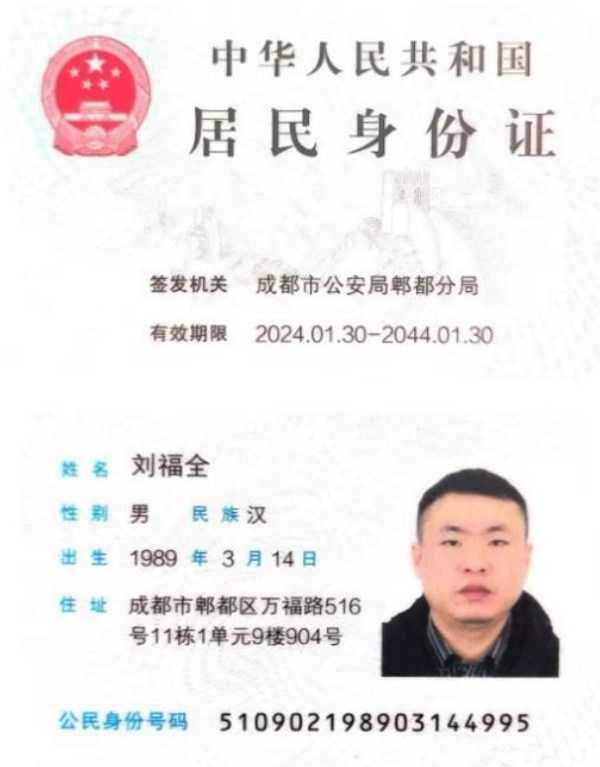 中华人民共和国
居民身份证
签发机关 成都市公安局郫都分局
有效期限 2024.01.30-2044.01.30
姓名 刘福全
性别 男 民族 汉
出生 1989 年 3 月 14 日
住址 成都市郫都区万福路516
号11栋1单元9楼904号
公民身份号码 510902198903144995